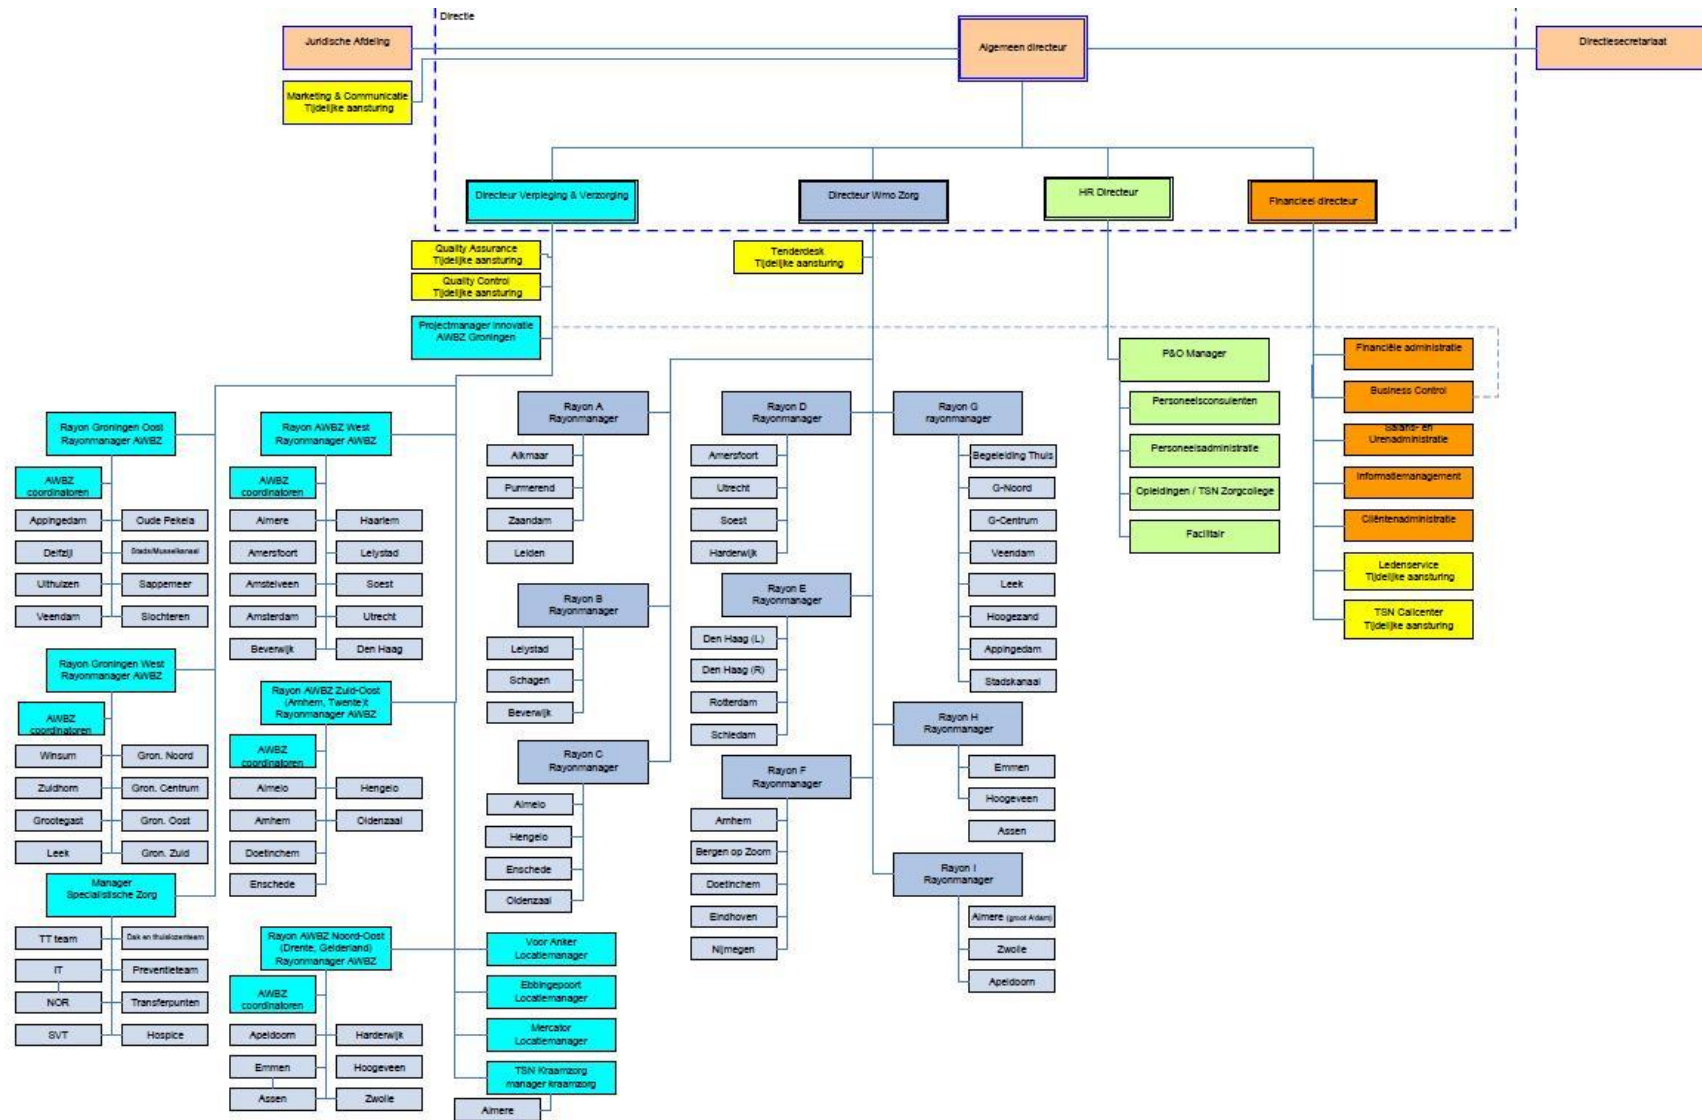 Directie
Juridische Afdeling
Algemeen directeur
Directiesecretariaat
Marketing & Communicatie
Tijdelijke aansturing
Directeur Verpleging & Verzorging
Directeur Wmo Zorg
HR Directeur
Financieel directeur
Quality Assurance
Tijdelijke aansturing
Quality Control
Tijdelijke aansturing
Tenderdesk
Tijdelijke aansturing
Projectmanager Innovatie
AWBZ Groningen
P&O Manager
Personeelsconsulenten
Personeelsadministratie
Opleidingen / TSN Zorgcollege
Facilitair
Financiële administratie
Business Control
Salaris- en
Urenadministratie
Informatiemanagement
Cliëntenadministratie
Ledenservice
Tijdelijke aansturing
TSN Callcenter
Tijdelijke aansturing
Rayon Groningen Oost
Rayonmanager AWBZ
AWBZ
coordinatoren
Appingedam
Oude Pekela
Delfzijl
Stads/Musselkanaal
Uithuizen
Sappemeer
Veendam
Slochteren
Rayon Groningen West
Rayonmanager AWBZ
AWBZ
coordinatoren
Winsum
Gron. Noord
Zuidhorn
Gron. Centrum
Grootegast
Gron. Oost
Leek
Gron. Zuid
Manager
Specialistische Zorg
TT team
Dak en thuislozenteam
IT
Preventieteam
NOR
Transferpunten
SVT
Hospice
Rayon AWBZ West
Rayonmanager AWBZ
AWBZ
coordinatoren
Almere
Haarlem
Amersfoort
Lelystad
Amstelveen
Soest
Amsterdam
Utrecht
Beverwijk
Den Haag
Rayon AWBZ Zuid-Oost
(Arnhem, Twente)t
Rayonmanager AWBZ
AWBZ
coordinatoren
Almelo
Hengelo
Arnhem
Oldenzaal
Doetinchem
Enschede
Rayon AWBZ Noord-Oost
(Drente, Gelderland)
Rayonmanager AWBZ
AWBZ
coordinatoren
Apeldoorn
Harderwijk
Emmen
Hoogeveen
Assen
Zwolle
Voor Anker
Locatiemanager
Ebbingepoort
Locatiemanager
Mercator
Locatiemanager
TSN Kraamzorg
manager kraamzorg
Almere
Rayon A
Rayonmanager
Alkmaar
Purmerend
Zaandam
Leiden
Rayon B
Rayonmanager
Lelystad
Schagen
Beverwijk
Rayon C
Rayonmanager
Almelo
Hengelo
Enschede
Oldenzaal
Rayon D
Rayonmanager
Amersfoort
Utrecht
Soest
Harderwijk
Rayon E
Rayonmanager
Den Haag (L)
Den Haag (R)
Rotterdam
Schiedam
Rayon F
Rayonmanager
Arnhem
Bergen op Zoom
Doetinchem
Eindhoven
Nijmegen
Rayon G
rayonmanager
Begeleiding Thuis
G-Noord
G-Centrum
Veendam
Leek
Hoogezand
Appingedam
Stadskanaal
Rayon H
Rayonmanager
Emmen
Hoogeveen
Assen
Rayon I
Rayonmanager
Almere (groot A'dam)
Zwolle
Apeldoorn